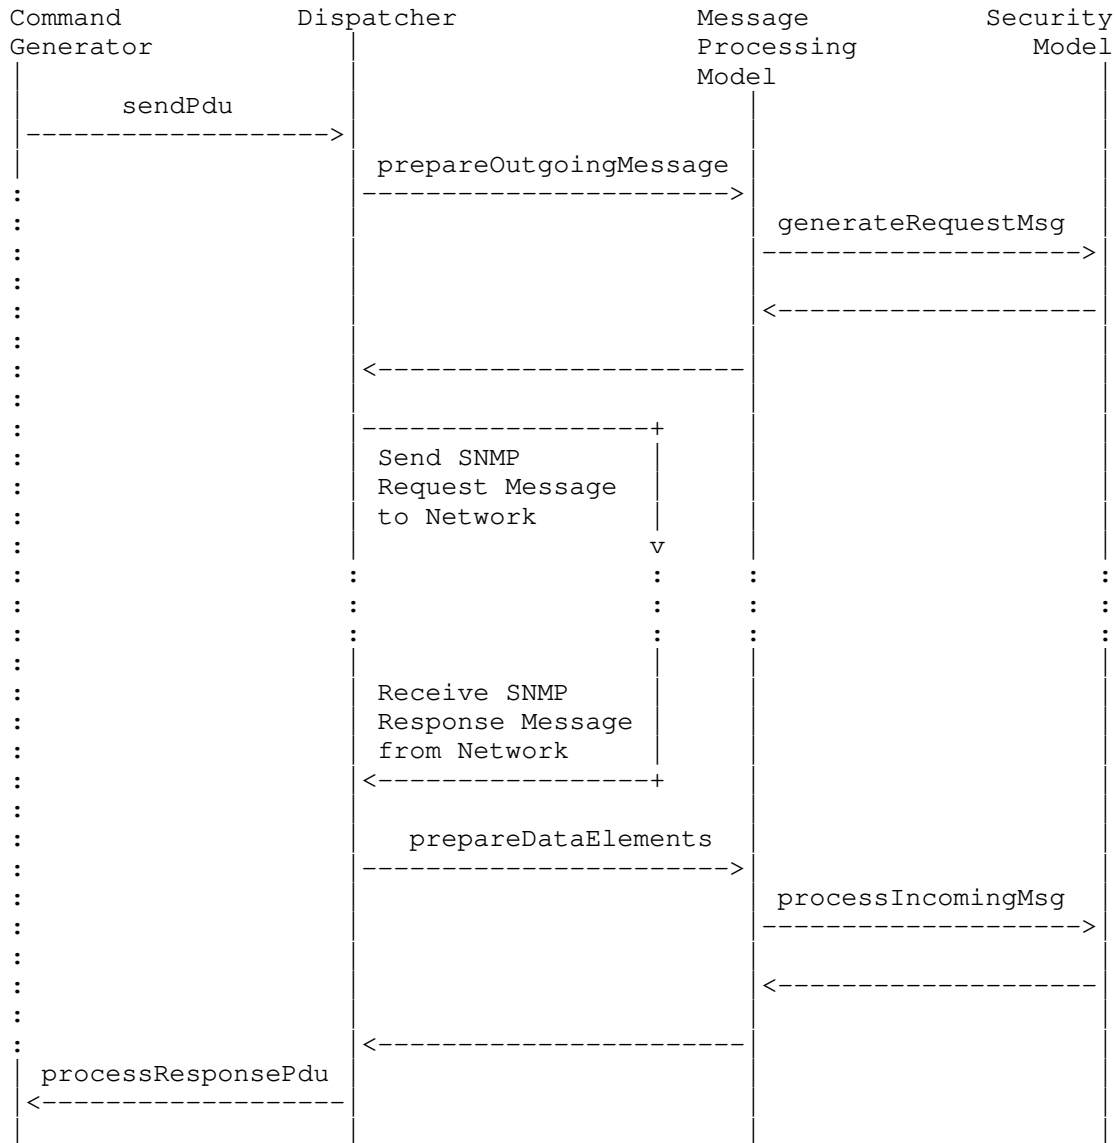 Command Dispatcher Message Security
Generator Processing Model
Model
sendPdu
prepareOutgoingMessage
generateRequestMsg
Send SNMP
Request Message
to Network
v
Receive SNMP
Response Message
from Network
prepareDataElements
processIncomingMsg
processResponsePdu